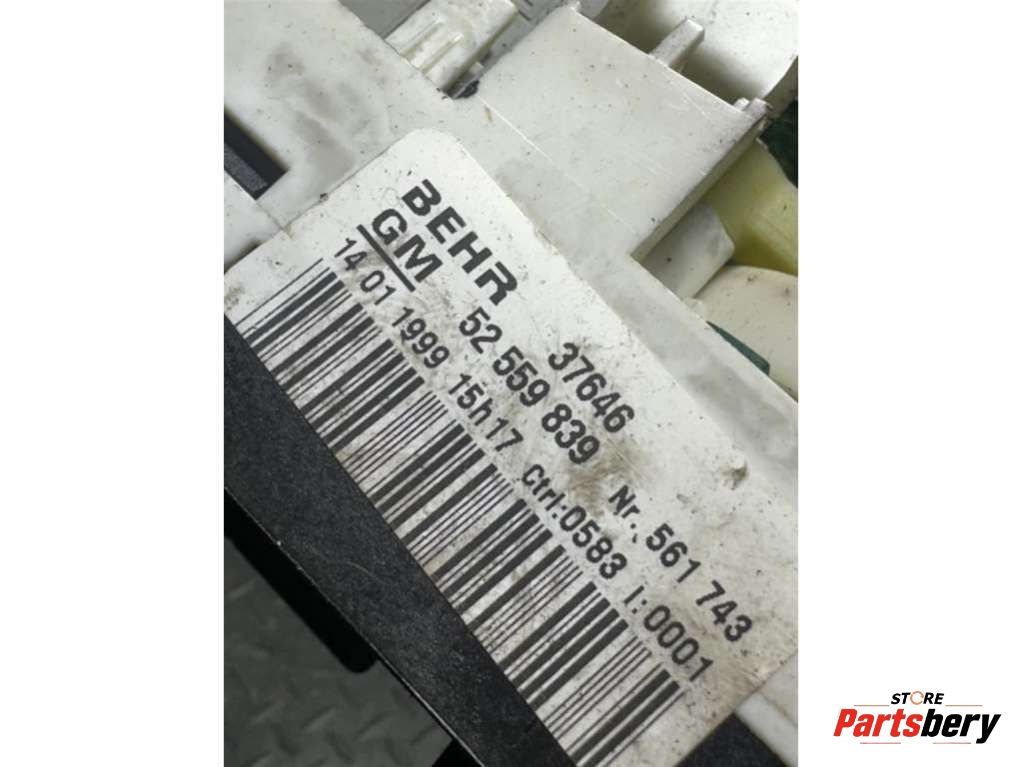 BEHR 37646
GM 52 559 839 Nr. 561 743
14 01 1999 15h17 Ctrl:0583 I:0001
STORE
Partsbery